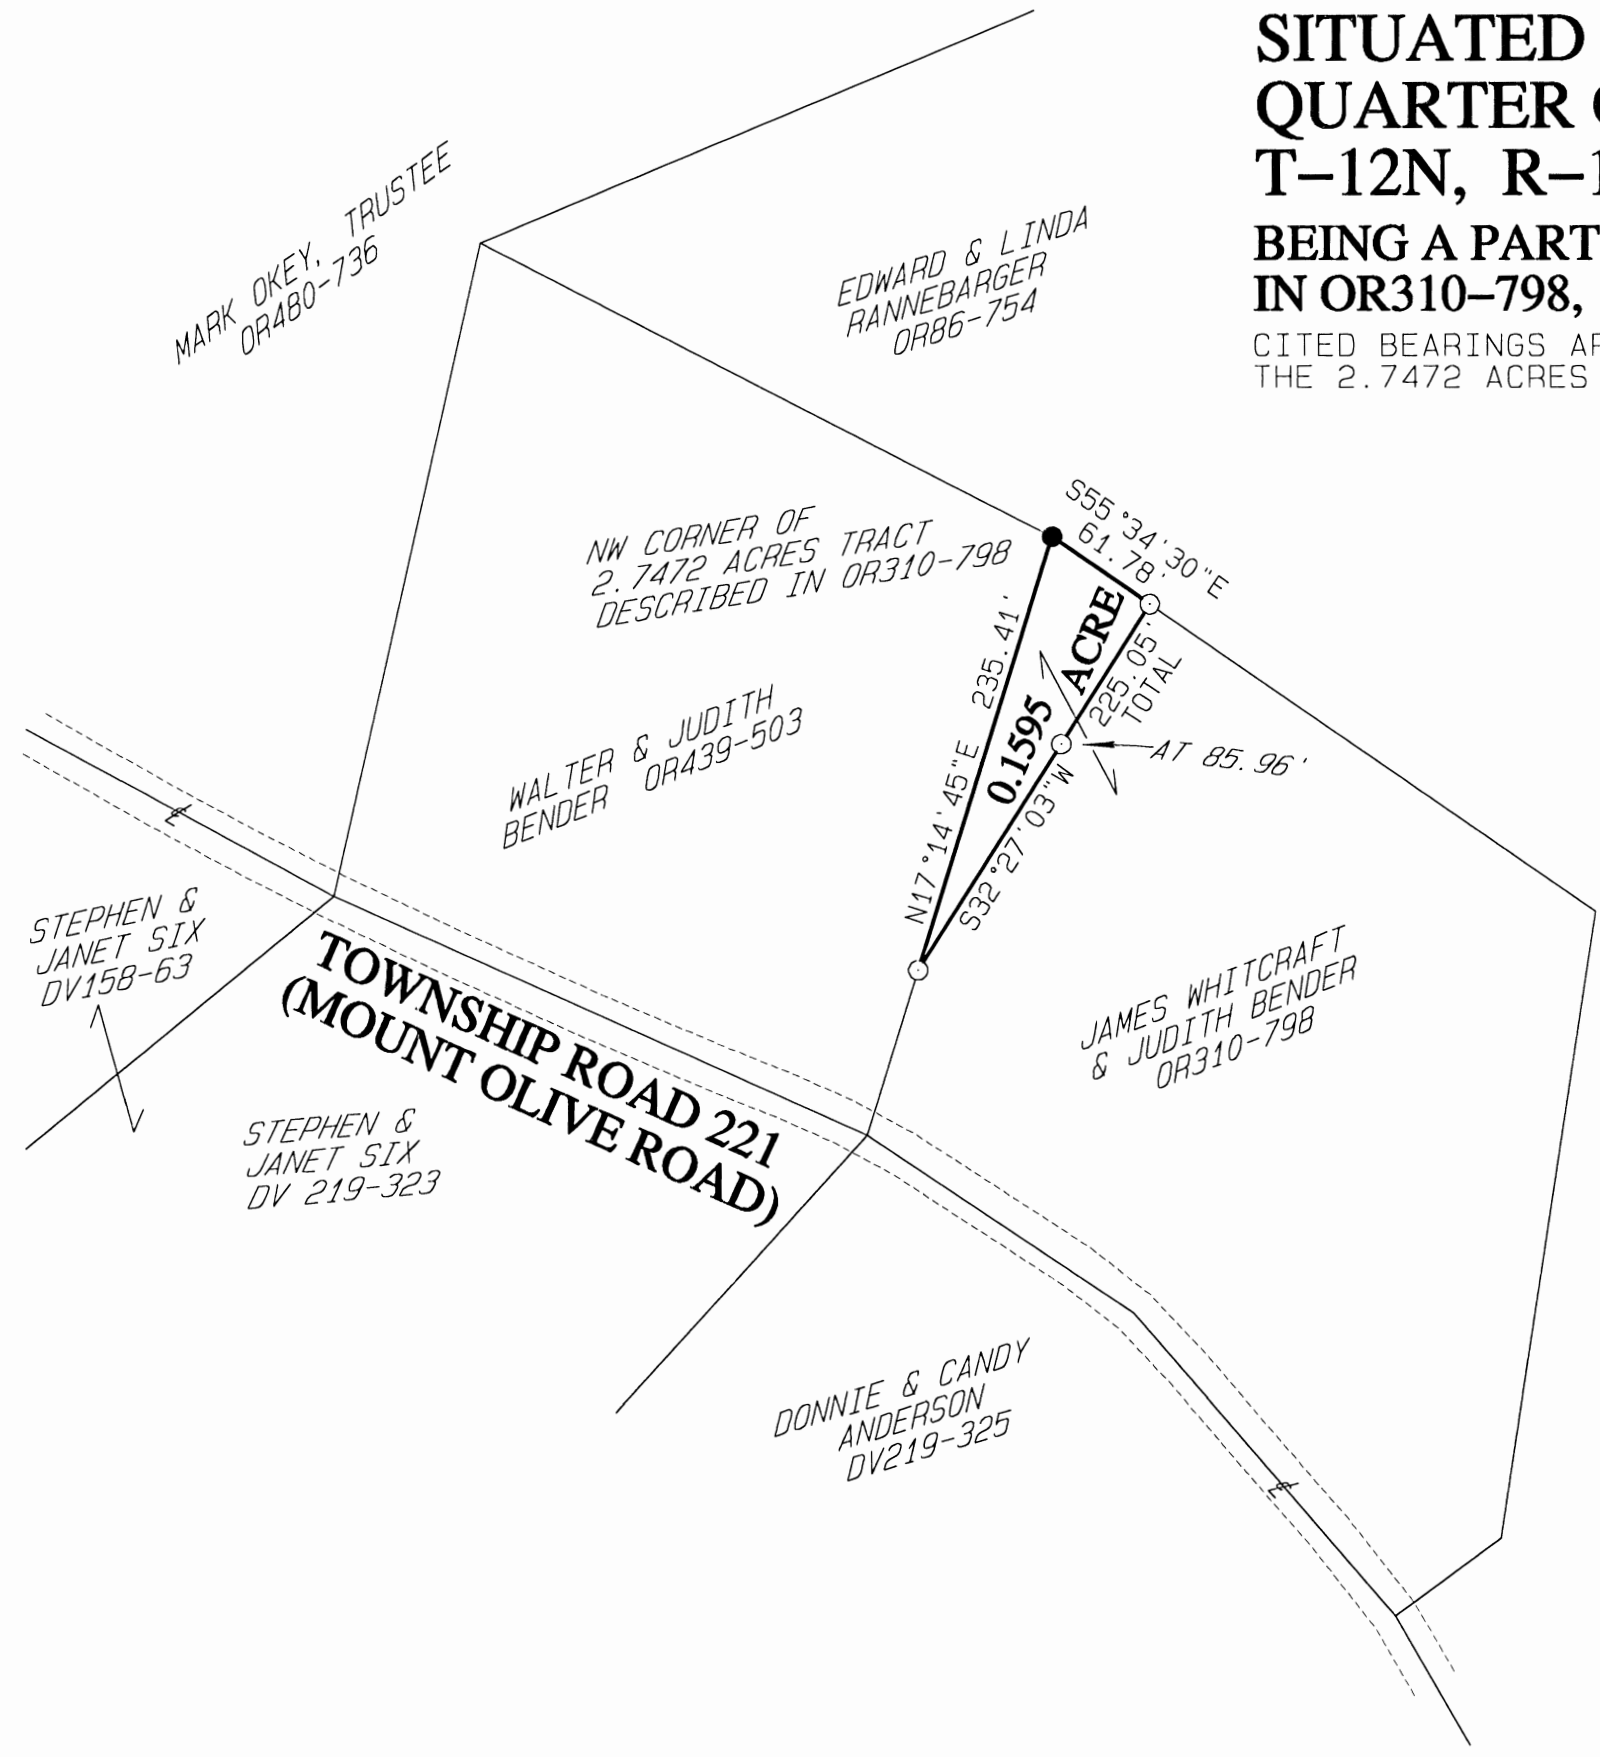 SITUATED
QUARTER
T-12N, R-1
BEING A PART
IN OR310-798,
CITED BEARINGS
THE 2.7472 ACRES
MARK OKEY, TRUSTEE
OR480-736
EDWARD & LINDA
RANNEBARGER
OR86-754
S55°34'30"E
61.78'
NW CORNER OF
2.7472 ACRES TRACT
DESCRIBED IN OR310-798
N17°14'45"E 235.41'
0.1595 ACRE
225.05'
TOTAL
S32°27'03"W
AT 85.96'
WALTER & JUDITH
BENDER OR439-503
STEPHEN &
JANET SIX
DV158-63
TOWNSHIP ROAD 221
(MOUNT OLIVE ROAD)
JAMES WHITCRAFT
& JUDITH BENDER
OR310-798
STEPHEN &
JANET SIX
DV 219-323
DONNIE & CANDY
ANDERSON
DV219-325